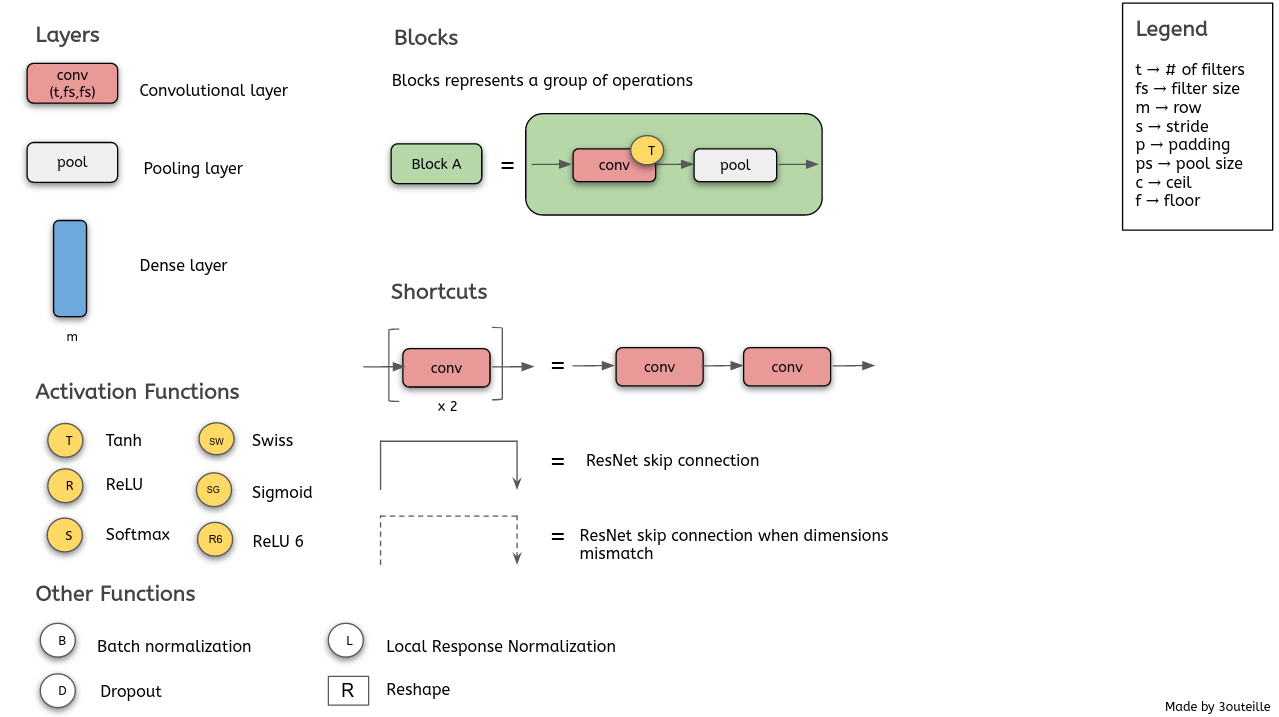 Layers
conv
(t,fs,fs)
Convolutional layer
pool
Pooling layer
Dense layer
m
Activation Functions
T
Tanh
SW
Swiss
R
ReLU
SG
Sigmoid
S
Softmax
R6
ReLU 6
Other Functions
B
Batch normalization
L
Local Response Normalization
D
Dropout
R
Reshape
Blocks
Blocks represents a group of operations
Block A
=
conv
T
pool
Shortcuts
conv
x 2
=
conv
conv
=
ResNet skip connection
=
ResNet skip connection when dimensions
mismatch
Legend
t → # of filters
fs → filter size
m → row
s → stride
p → padding
ps → pool size
c → ceil
f → floor
Made by 3outeille